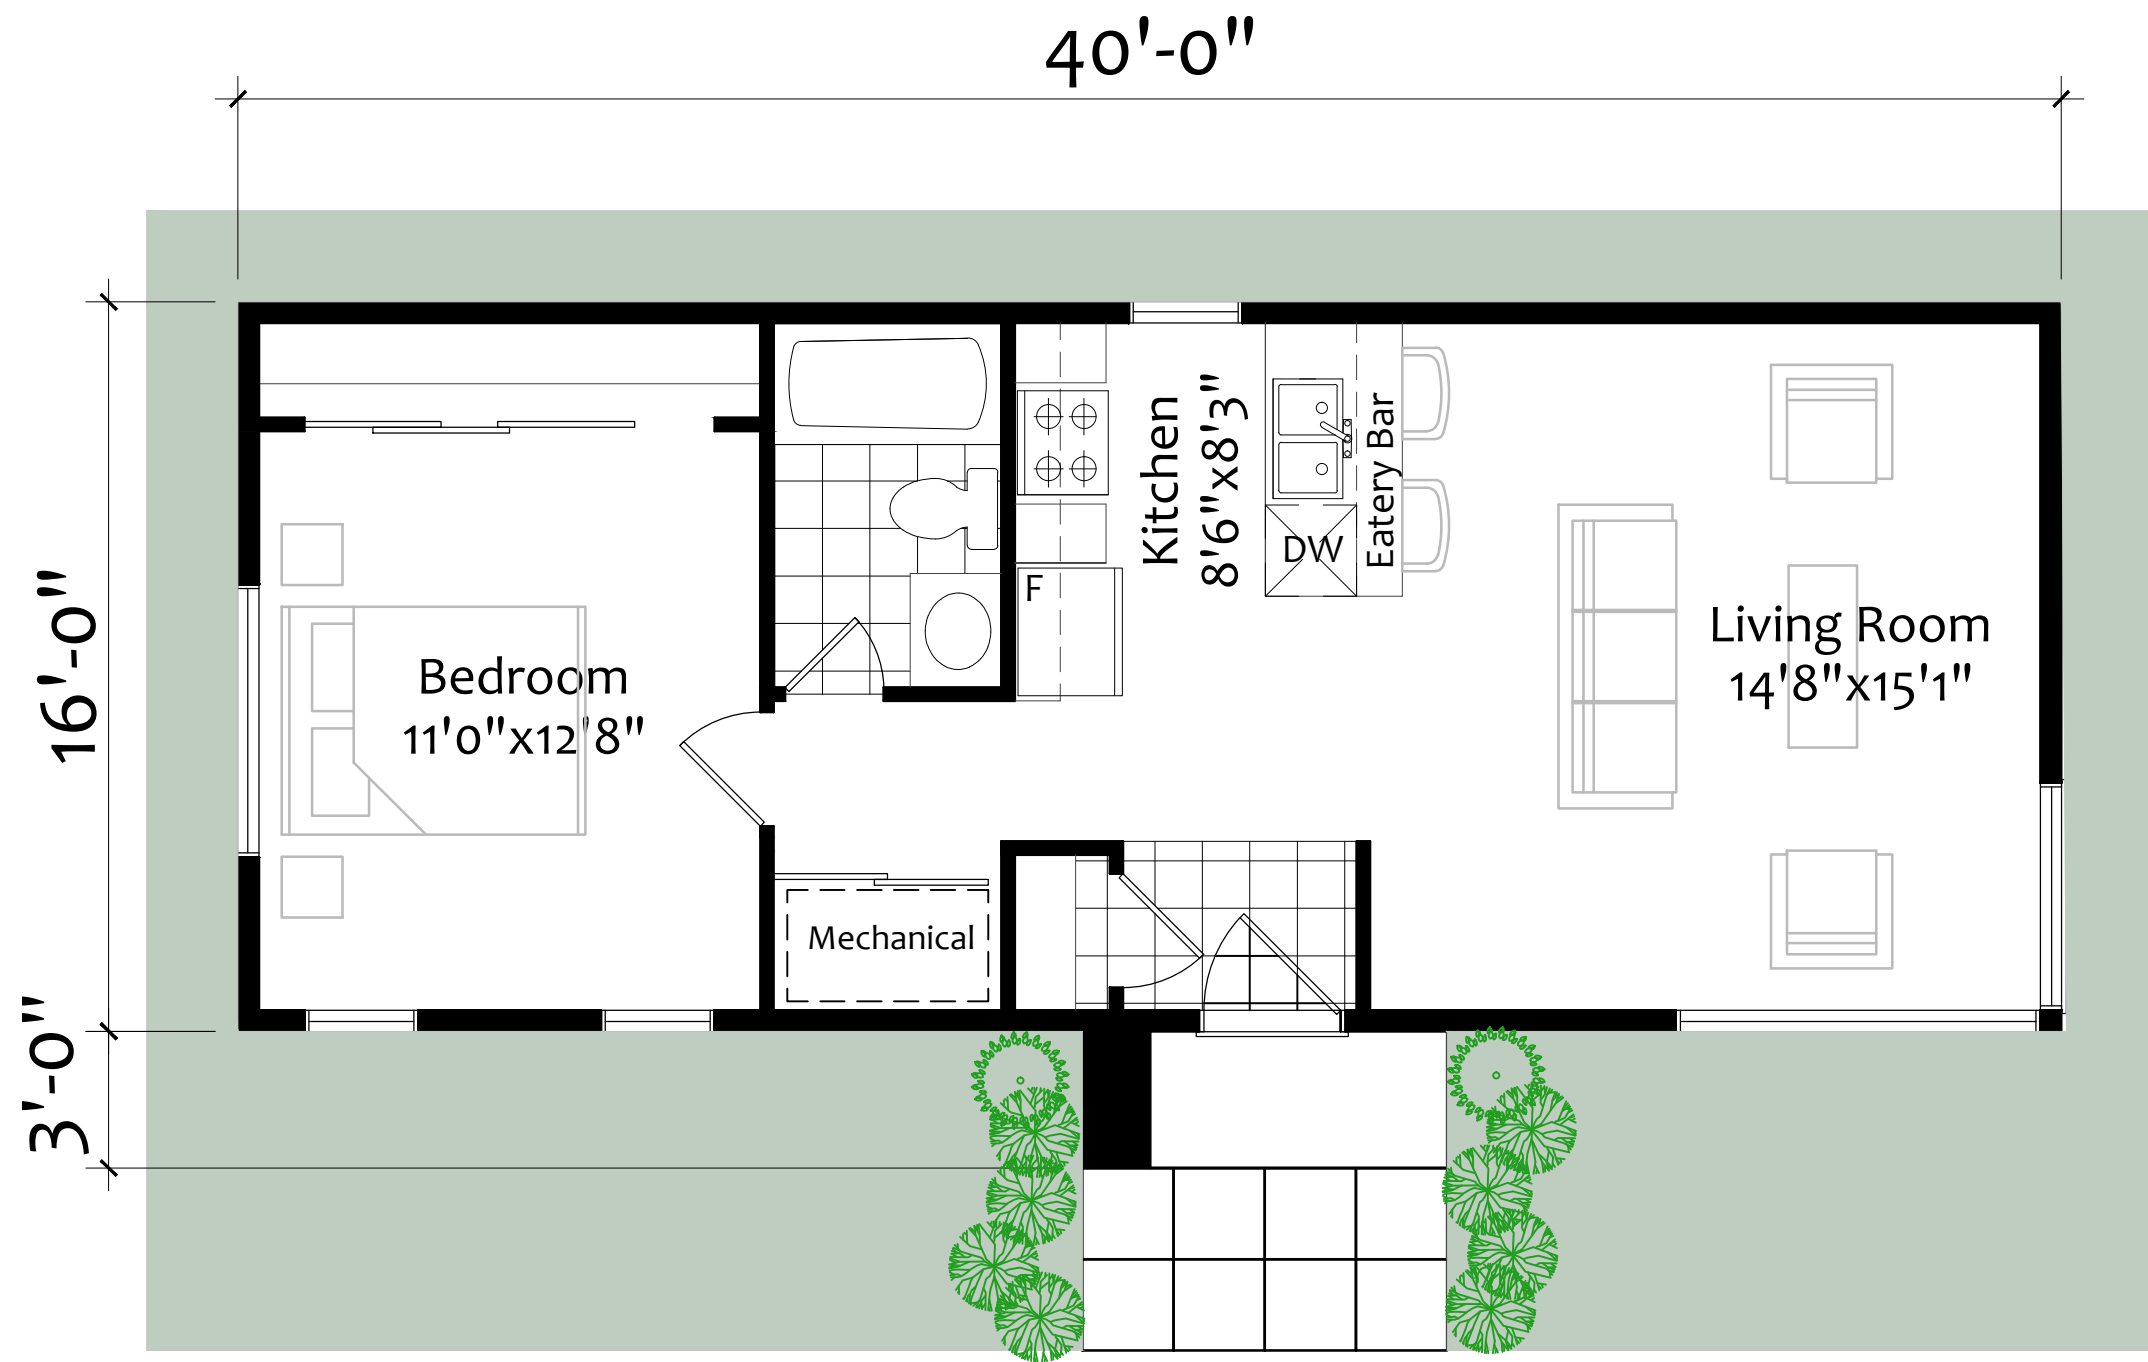 40'-0"
16'-0"
3'-0"
Bedroom
11'0"x12'8"
Kitchen
8'6"x8'3"
F
DW
Eatery Bar
Living Room
14'8"x15'1"
Mechanical